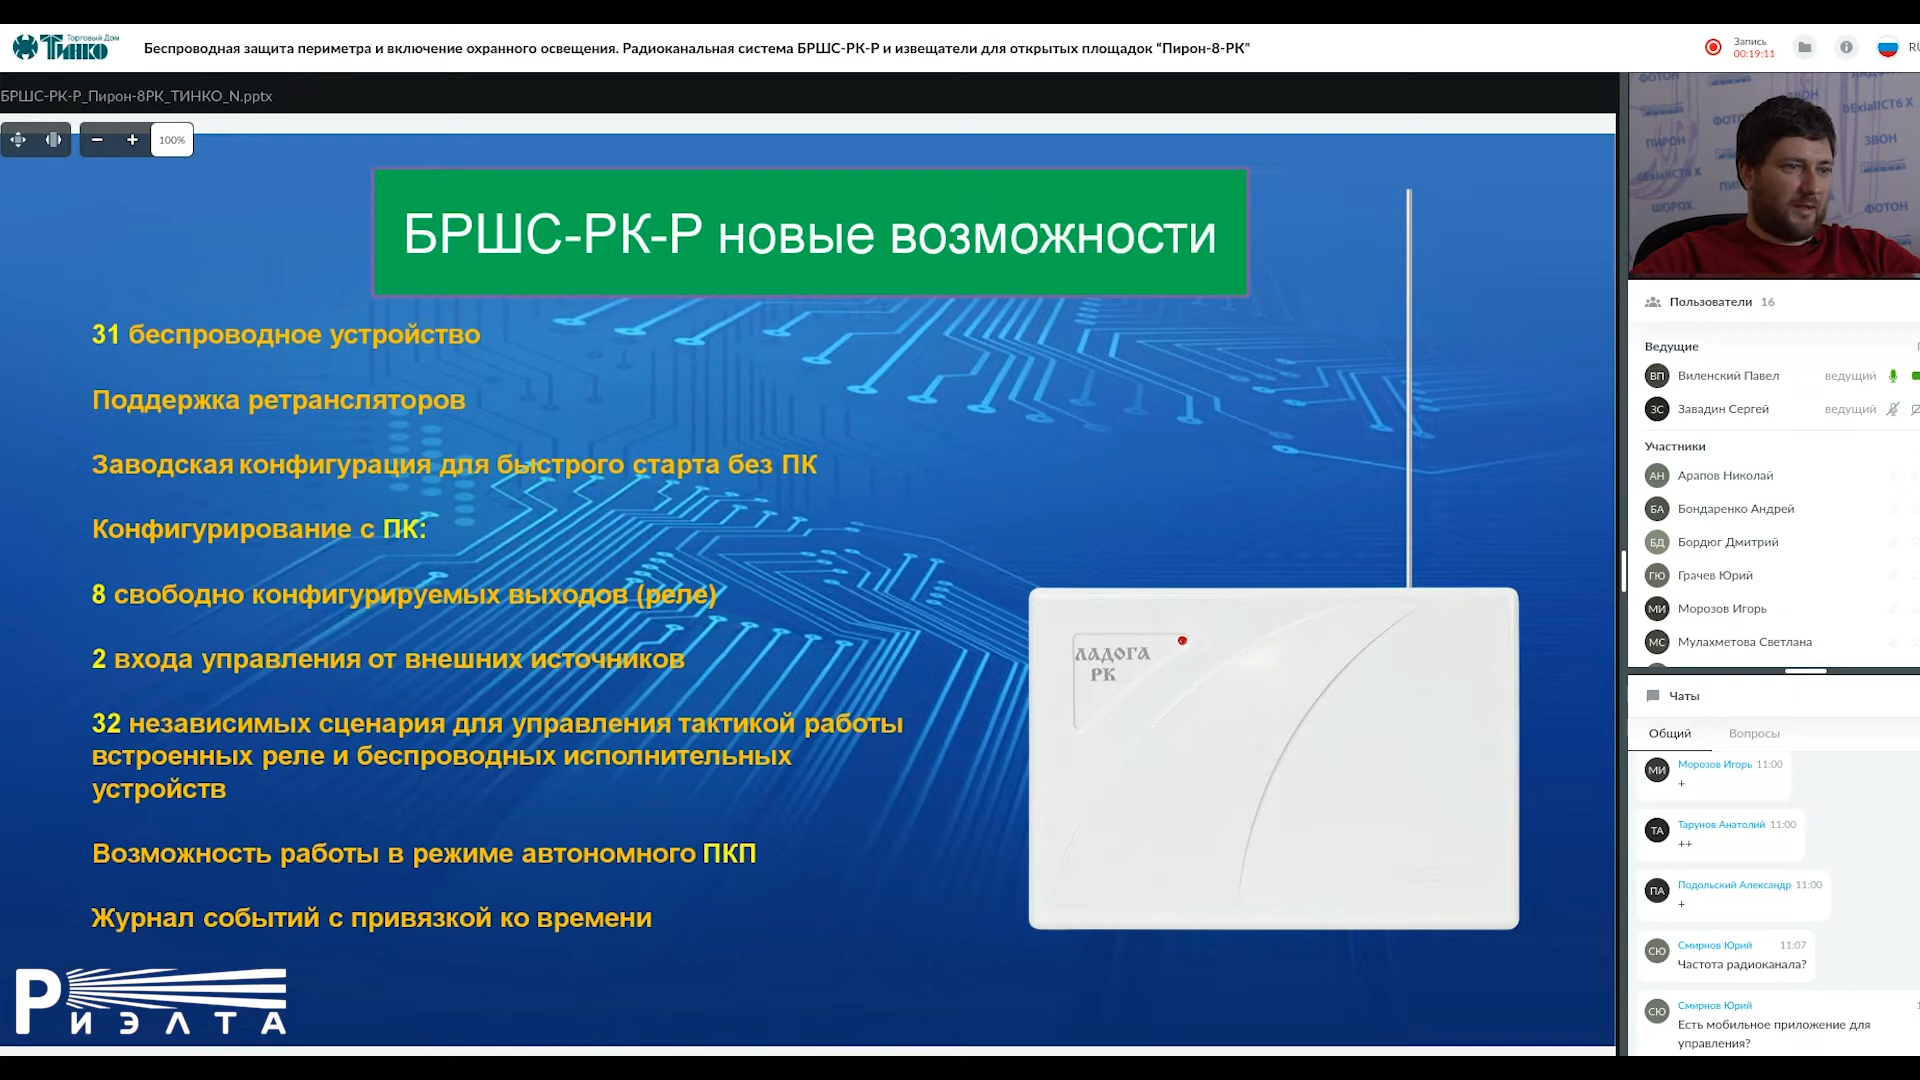 Торговый Дом
ТИНКО
Беспроводная защита периметра и включение охранного освещения. Радиоканальная система БРШС-РК-Р и извещатели для открытых площадок “Пирон-8-РК”
Запись
00:19:11
RU
БРШС-РК-Р_Пирон-8РК_ТИНКО_N.pptx
100%
БРШС-РК-Р новые возможности
31 беспроводное устройство
Поддержка ретрансляторов
Заводская конфигурация для быстрого старта без ПК
Конфигурирование с ПК:
8 свободно конфигурируемых выходов (реле)
2 входа управления от внешних источников
32 независимых сценария для управления тактикой работы
встроенных реле и беспроводных исполнительных
устройств
Возможность работы в режиме автономного ПКП
Журнал событий с привязкой ко времени
ЛАДОГА
РК
РИЭЛТА
ФОТОН
0ExiaIICT6 X
ПИРОН
ЗВОН
ШОРОХ
ФОТОН
Пользователи 16
Ведущие
ВП Виленский Павел ведущий
ЗС Завадин Сергей ведущий
Участники
АН Арапов Николай
БА Бондаренко Андрей
БД Бордюг Дмитрий
ГЮ Грачев Юрий
МИ Морозов Игорь
МС Мулахметова Светлана
Чаты
Общий Вопросы
МИ Морозов Игорь 11:00
+
ТА Тарунов Анатолий 11:00
++
ПА Подольский Александр 11:00
+
СЮ Смирнов Юрий 11:07
Частота радиоканала?
СЮ Смирнов Юрий
Есть мобильное приложение для
управления?